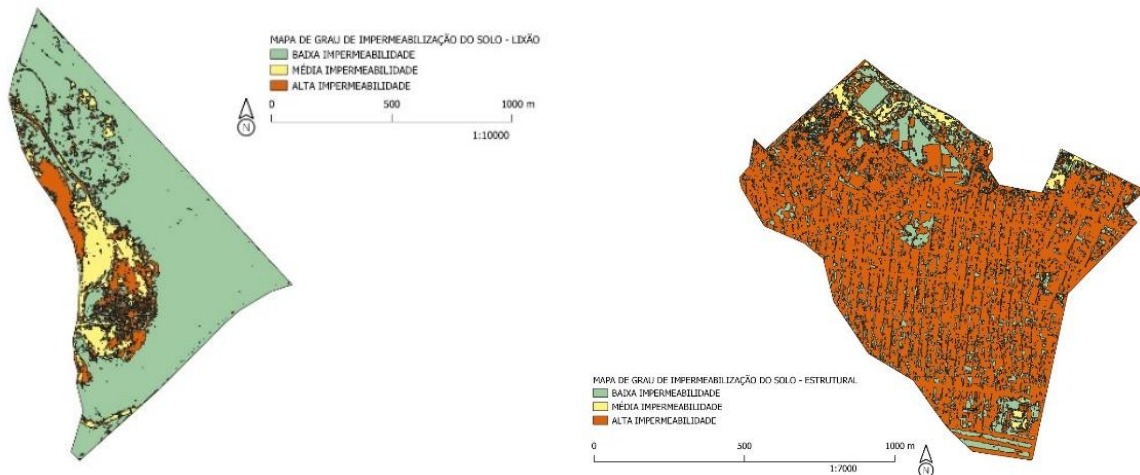 MAPA DE GRAU DE IMPERMEABILIZAÇÃO DO SOLO - LIXÃO
BAIXA IMPERMEABILIDADE
MÉDIA IMPERMEABILIDADE
ALTA IMPERMEABILIDADE
0 500 1000 m
1:10000
N
MAPA DE GRAU DE IMPERMEABILIZAÇÃO DO SOLO - ESTRUTURAL
BAIXA IMPERMEABILIDADE
MÉDIA IMPERMEABILIDADE
ALTA IMPERMEABILIDADE
0 500 1000 m
1:7000
N